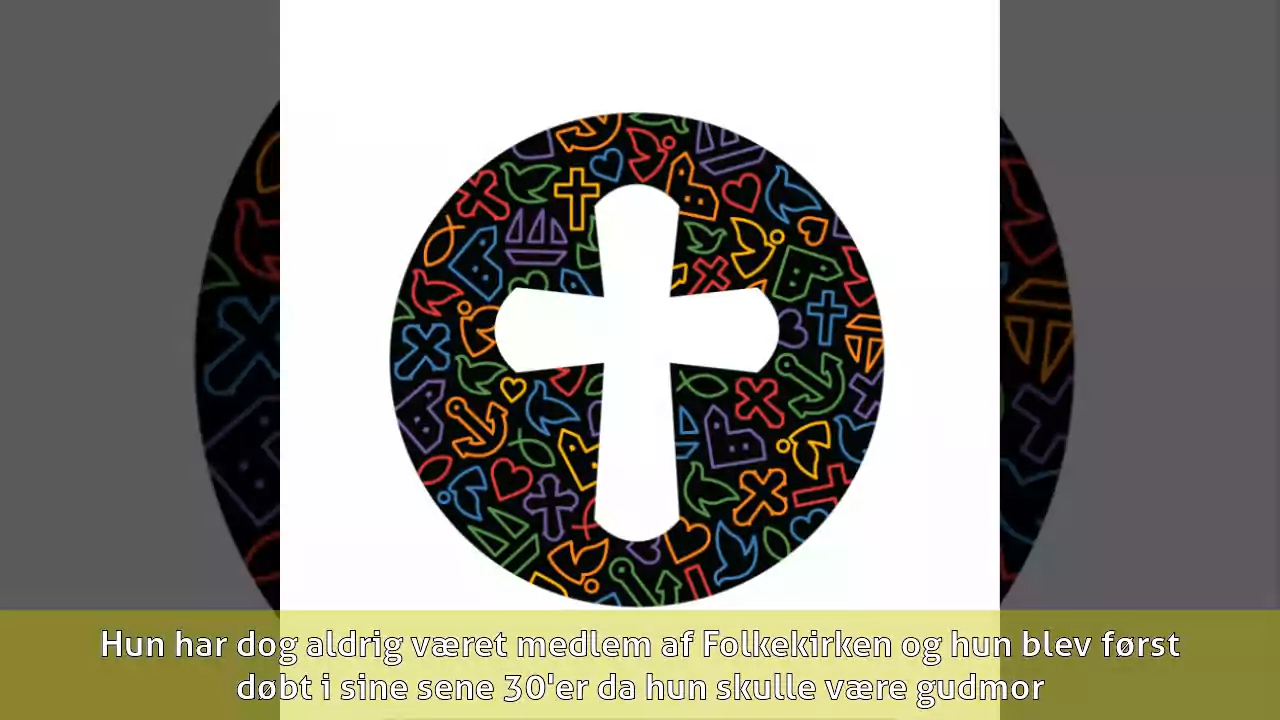 Hun har dog aldrig været medlem af Folkekirken og hun blev først
døbt i sine sene 30'er da hun skulle være gudmor